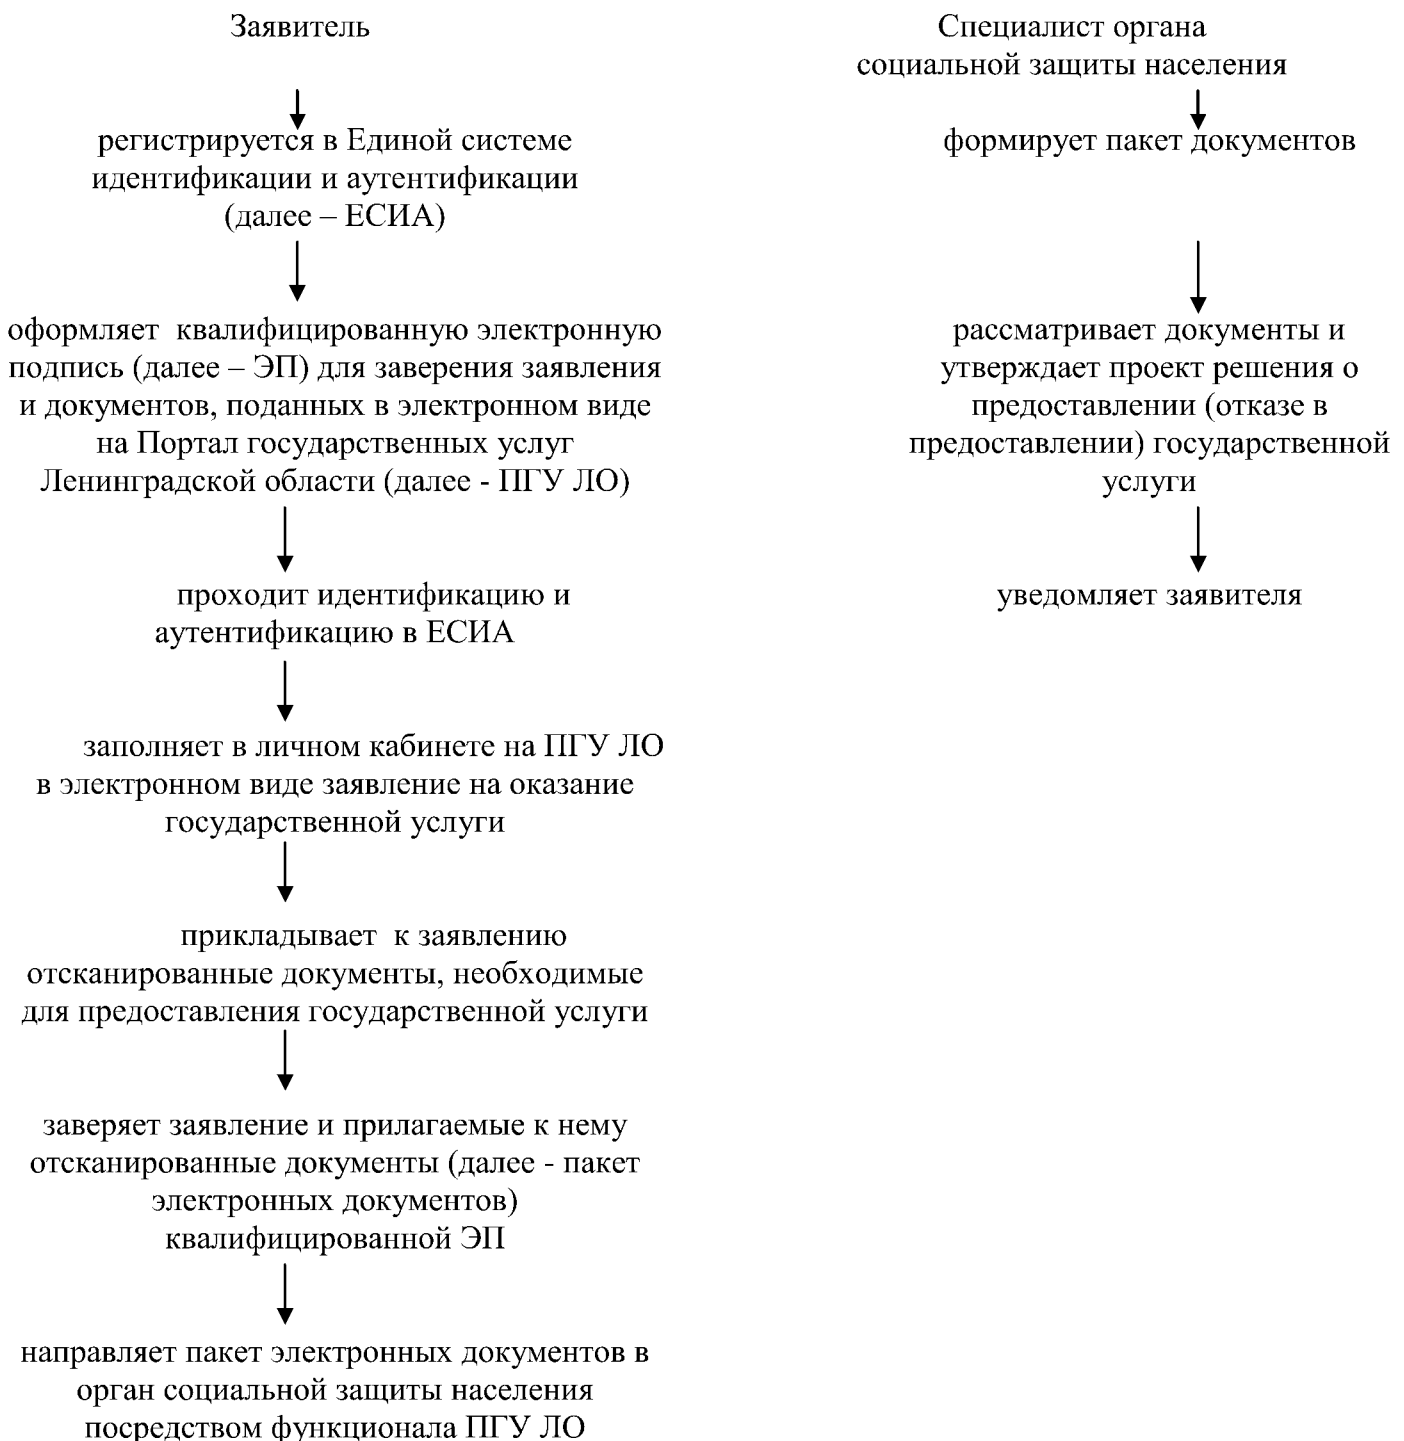 Заявитель
регистрируется в Единой системе
идентификации и аутентификации
(далее – ЕСИА)
оформляет  квалифицированную электронную
подпись (далее – ЭП) для заверения заявления
и документов, поданных в электронном виде
на Портал государственных услуг
Ленинградской области (далее - ПГУ ЛО)
проходит идентификацию и
аутентификацию в ЕСИА
заполняет в личном кабинете на ПГУ ЛО
в электронном виде заявление на оказание
государственной услуги
прикладывает  к заявлению
отсканированные документы, необходимые
для предоставления государственной услуги
заверяет заявление и прилагаемые к нему
отсканированные документы (далее - пакет
электронных документов)
квалифицированной ЭП
направляет пакет электронных документов в
орган социальной защиты населения
посредством функционала ПГУ ЛО
Специалист органа
социальной защиты населения
формирует пакет документов
рассматривает документы и
утверждает проект решения о
предоставлении (отказе в
предоставлении) государственной
услуги
уведомляет заявителя